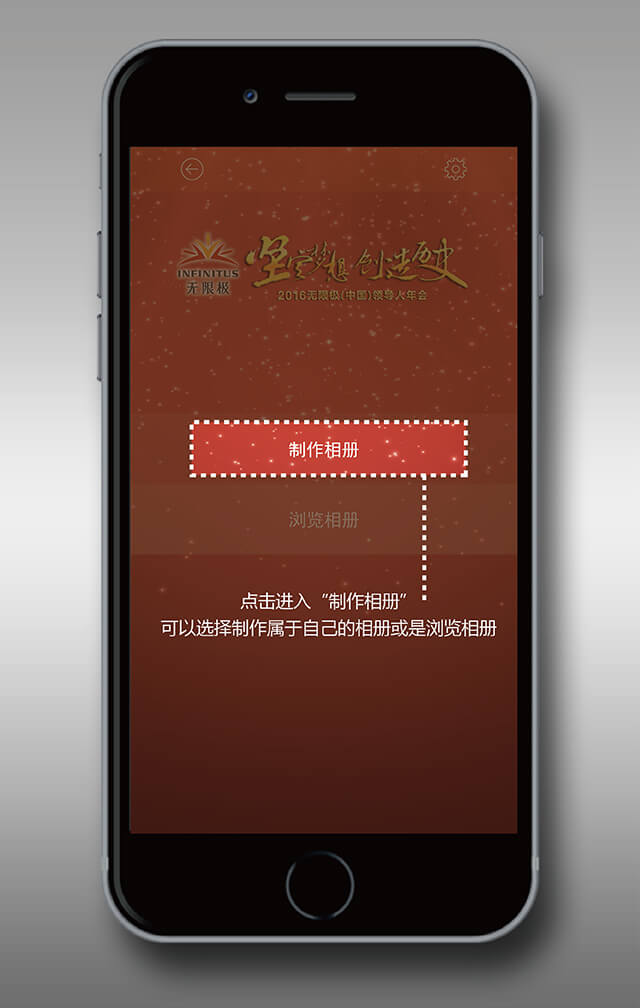 INFINITUS
无限极
坚定梦想 创造历史
2016无限极(中国)领导人年会
制作相册
浏览相册
点击进入“制作相册”
可以选择制作属于自己的相册或是浏览相册